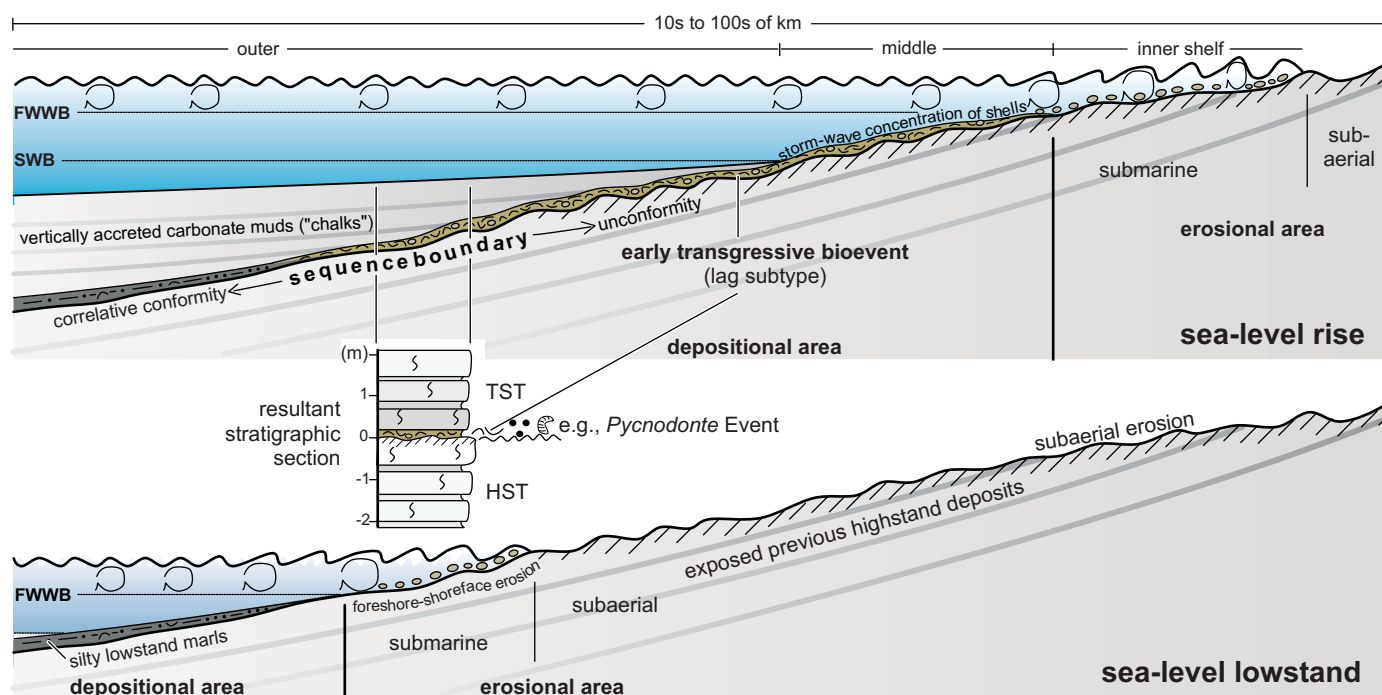 10s to 100s of km
outer
middle
inner shelf
FWWB
SWB
storm-wave concentration of shells
submarine
sub-
aerial
vertically accreted carbonate muds ("chalks")
unconformity
sequence boundary
correlative conformity
early transgressive bioevent
(lag subtype)
erosional area
depositional area
sea-level rise
(m)
1
0
-1
-2
TST
HST
resultant
stratigraphic
section
e.g., Pycnodonte Event
subaerial erosion
exposed previous highstand deposits
FWWB
foreshore-shoreface erosion
subaerial
submarine
silty lowstand marls
depositional area
erosional area
sea-level lowstand